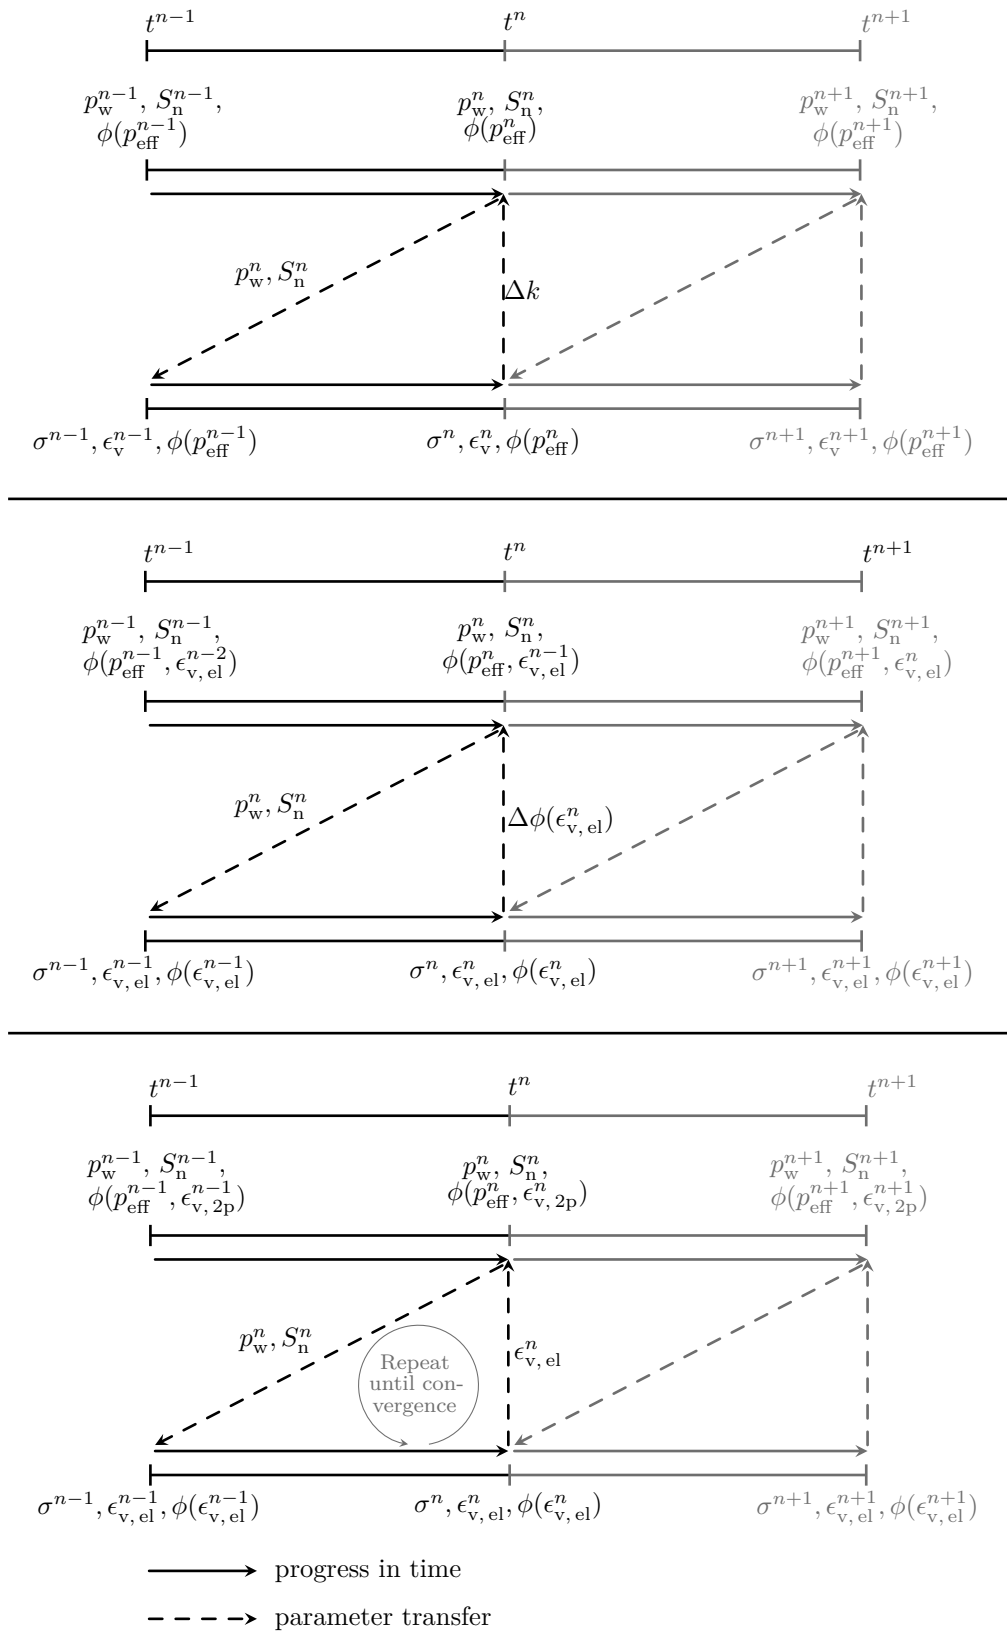 t^{n−1} t^n t^{n+1}
p_w^{n−1}, S_n^{n−1}, p_w^n, S_n^n, p_w^{n+1}, S_n^{n+1},
ϕ(p_eff^{n−1}) ϕ(p_eff^n) ϕ(p_eff^{n+1})
p_w^n, S_n^n
Δk
σ^{n−1}, ϵ_v^{n−1}, ϕ(p_eff^{n−1}) σ^n, ϵ_v^n, ϕ(p_eff^n) σ^{n+1}, ϵ_v^{n+1}, ϕ(p_eff^{n+1})
t^{n−1} t^n t^{n+1}
p_w^{n−1}, S_n^{n−1}, p_w^n, S_n^n, p_w^{n+1}, S_n^{n+1},
ϕ(p_eff^{n−1}, ϵ_{v, el}^{n−2}) ϕ(p_eff^n, ϵ_{v, el}^{n−1}) ϕ(p_eff^{n+1}, ϵ_{v, el}^n)
p_w^n, S_n^n
Δϕ(ϵ_{v, el}^n)
σ^{n−1}, ϵ_{v, el}^{n−1}, ϕ(ϵ_{v, el}^{n−1}) σ^n, ϵ_{v, el}^n, ϕ(ϵ_{v, el}^n) σ^{n+1}, ϵ_{v, el}^{n+1}, ϕ(ϵ_{v, el}^{n+1})
t^{n−1} t^n t^{n+1}
p_w^{n−1}, S_n^{n−1}, p_w^n, S_n^n, p_w^{n+1}, S_n^{n+1},
ϕ(p_eff^{n−1}, ϵ_{v, 2p}^{n−1}) ϕ(p_eff^n, ϵ_{v, 2p}^n) ϕ(p_eff^{n+1}, ϵ_{v, 2p}^{n+1})
p_w^n, S_n^n
ϵ_{v, el}^n
Repeat
until con-
vergence
σ^{n−1}, ϵ_{v, el}^{n−1}, ϕ(ϵ_{v, el}^{n−1}) σ^n, ϵ_{v, el}^n, ϕ(ϵ_{v, el}^n) σ^{n+1}, ϵ_{v, el}^{n+1}, ϕ(ϵ_{v, el}^{n+1})
progress in time
parameter transfer